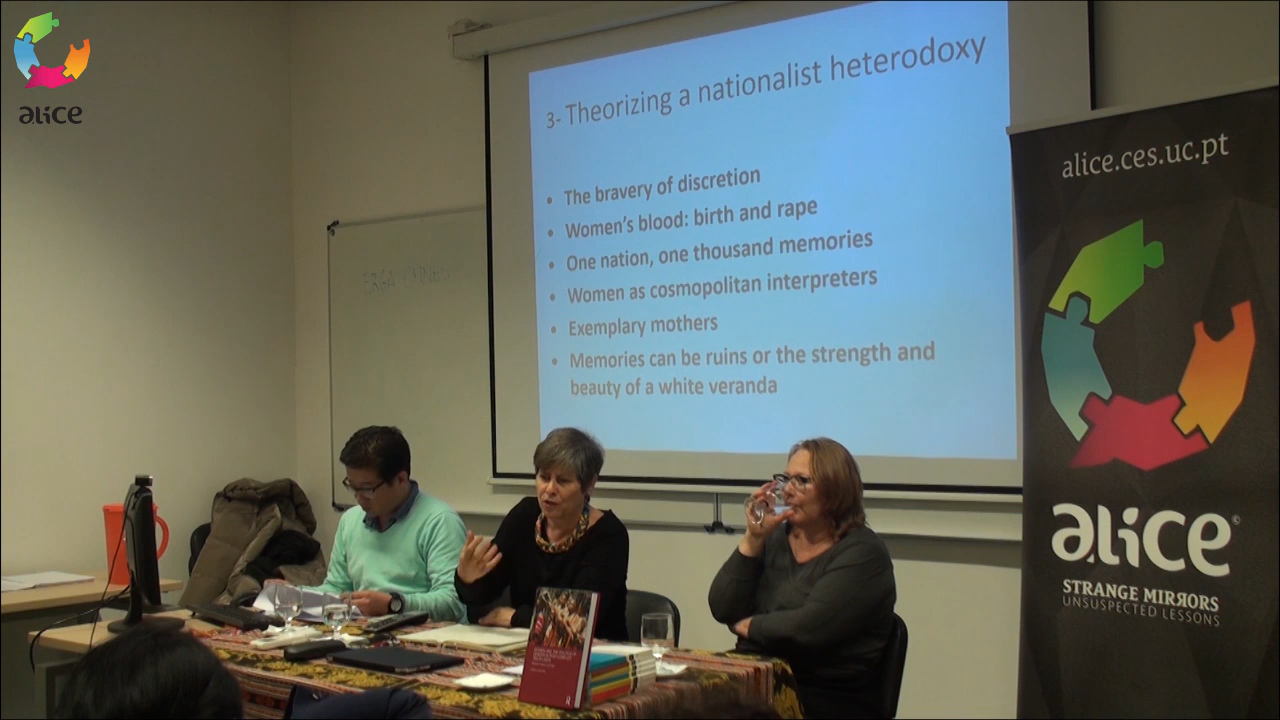 alice
3- Theorizing a nationalist heterodoxy
• The bravery of discretion
• Women's blood: birth and rape
• One nation, one thousand memories
• Women as cosmopolitan interpreters
• Exemplary mothers
• Memories can be ruins or the strength and
beauty of a white veranda
alice.ces.uc.pt
alice©
STRANGE MIRЯORS
UNSUSPECTED LESSONS